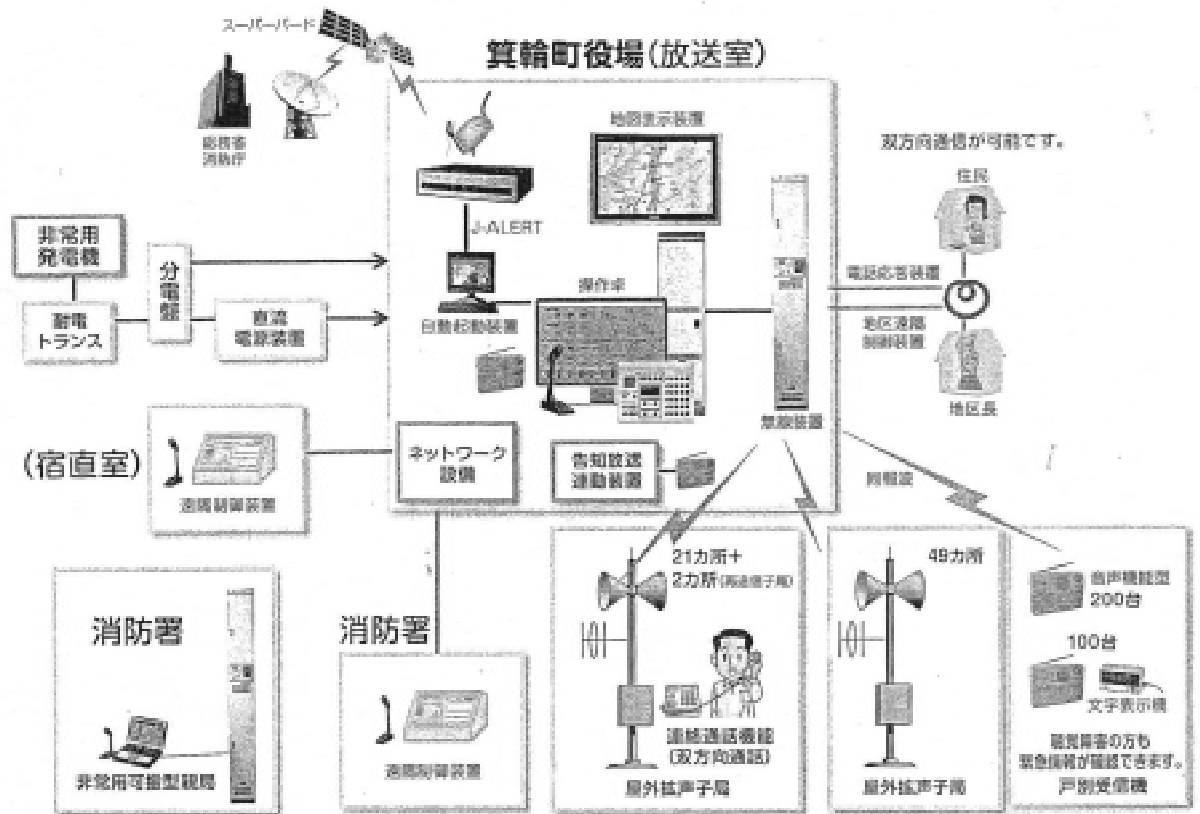 スーパーバード
箕輪町役場(放送室)
総務省
消防庁
地図表示装置
双方向通信が可能です。
住民
J-ALERT
非常用
発電機
分電盤
耐電
トランス
直流
電源装置
自動起動装置
操作卓
電話応答装置
地区遠隔
制御装置
地区長
無線装置
(宿直室)
遠隔制御装置
ネットワーク
設備
告知放送
連動装置
同報波
消防署
非常用可搬型親局
消防署
遠隔制御装置
21カ所+
2カ所(再送信子局)
連絡通話機能
(双方向通話)
屋外拡声子局
49カ所
屋外拡声子局
音声機能型
200台
100台
文字表示機
聴覚障害の方も
緊急情報が確認できます。
戸別受信機